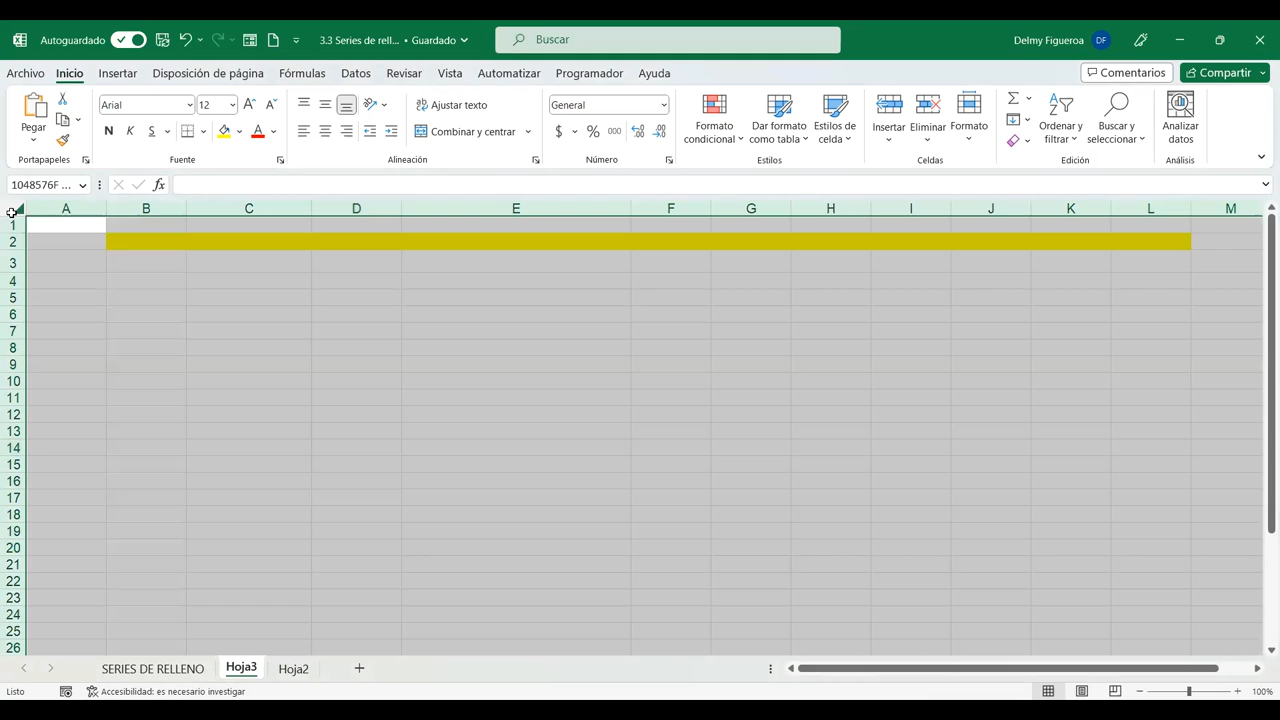 Autoguardado
3.3 Series de rell... • Guardado
Buscar
Delmy Figueroa
DF
Archivo
Inicio
Insertar
Disposición de página
Fórmulas
Datos
Revisar
Vista
Automatizar
Programador
Ayuda
Comentarios
Compartir
Pegar
Portapapeles
Arial
12
N K S
A
Fuente
Ajustar texto
Combinar y centrar
Alineación
General
$ % 000
Número
Formato condicional
Dar formato como tabla
Estilos de celda
Estilos
Insertar
Eliminar
Formato
Celdas
Ordenar y filtrar
Buscar y seleccionar
Edición
Analizar datos
Análisis
1048576F ...
fx
A B C D E F G H I J K L M
1
2
3
4
5
6
7
8
9
10
11
12
13
14
15
16
17
18
19
20
21
22
23
24
25
26
SERIES DE RELLENO
Hoja3
Hoja2
Listo
Accesibilidad: es necesario investigar
100%